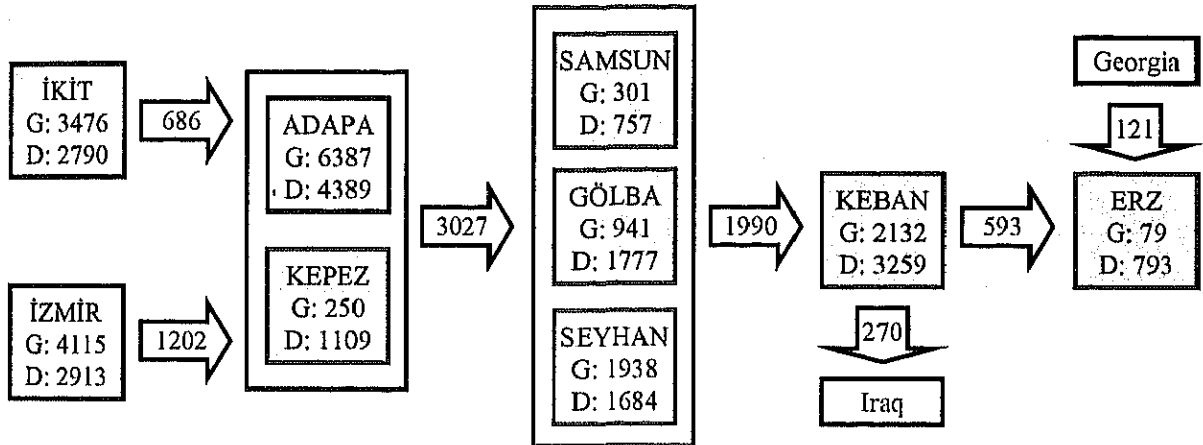 İKİT
G: 3476
D: 2790
686
İZMİR
G: 4115
D: 2913
1202
ADAPA
G: 6387
D: 4389
KEPEZ
G: 250
D: 1109
3027
SAMSUN
G: 301
D: 757
GÖLBA
G: 941
D: 1777
SEYHAN
G: 1938
D: 1684
1990
KEBAN
G: 2132
D: 3259
270
Iraq
593
Georgia
121
ERZ
G: 79
D: 793